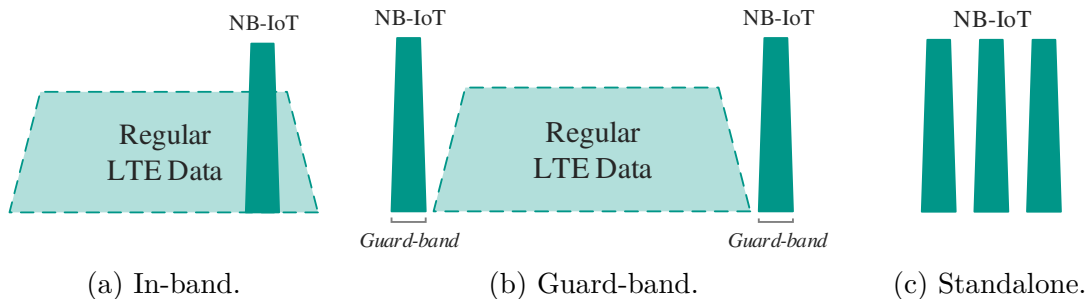 NB-IoT
Regular
LTE Data
(a) In-band.
NB-IoT
NB-IoT
Regular
LTE Data
Guard-band
Guard-band
(b) Guard-band.
NB-IoT
(c) Standalone.